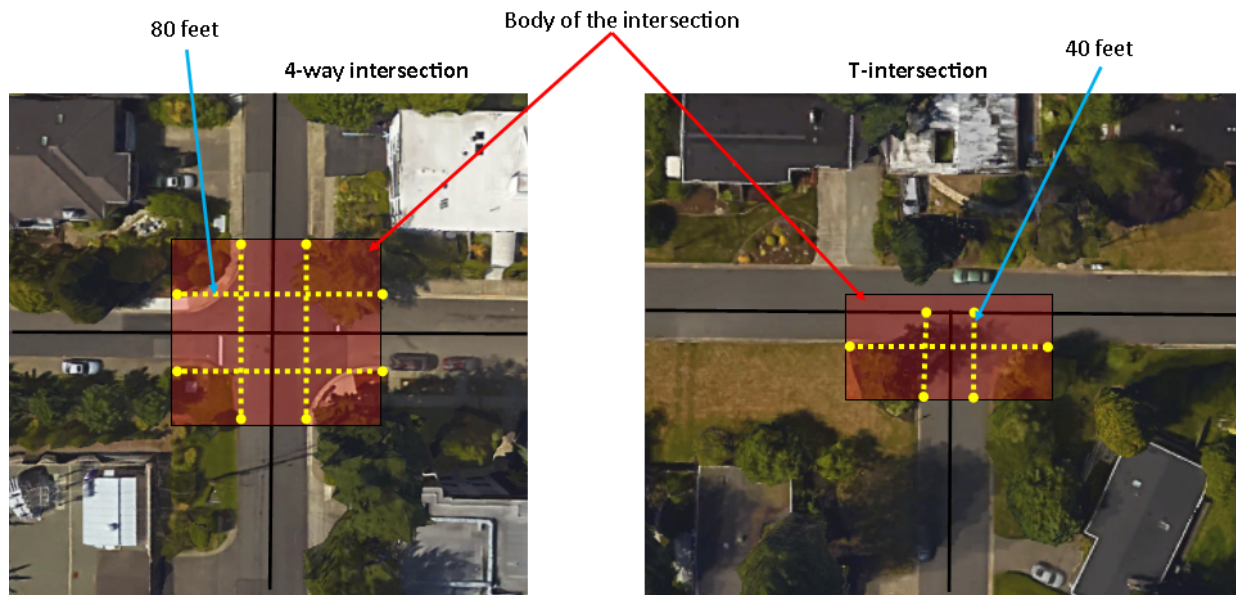 Body of the intersection
80 feet
40 feet
4-way intersection
T-intersection